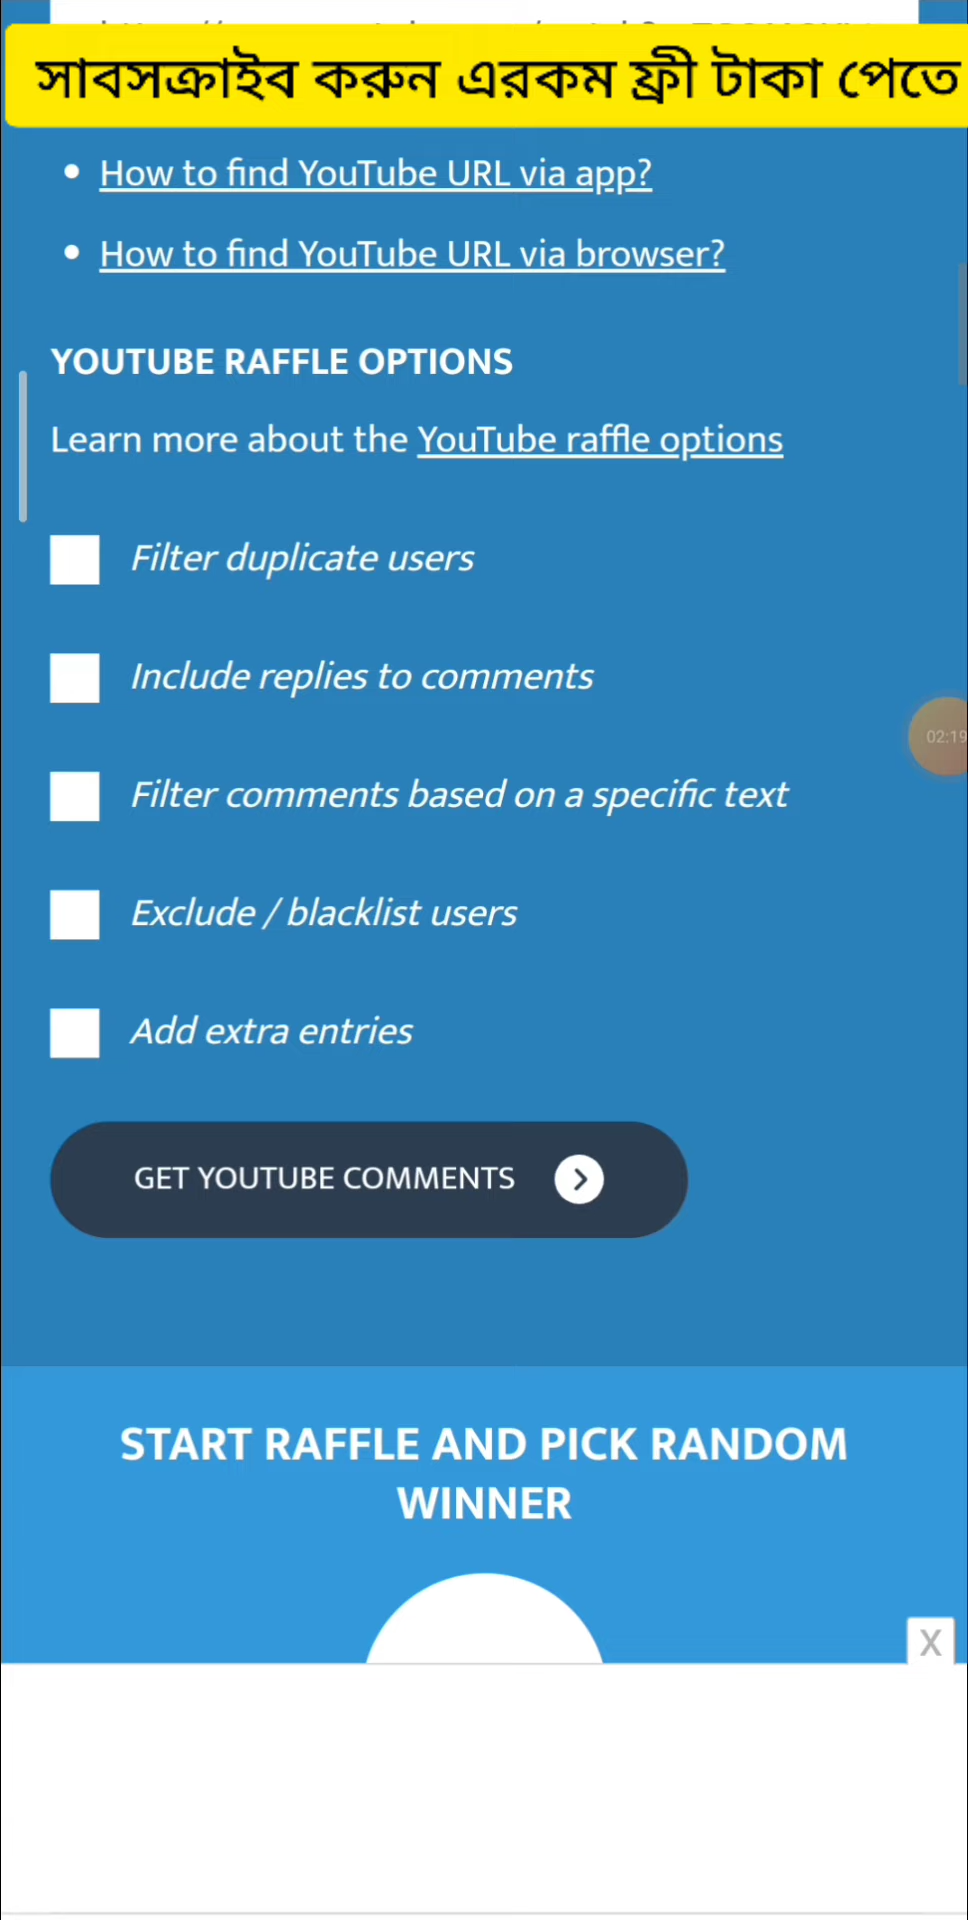 সাবসক্রাইব করুন এরকম ফ্রী টাকা পেতে
How to find YouTube URL via app?
How to find YouTube URL via browser?
YOUTUBE RAFFLE OPTIONS
Learn more about the YouTube raffle options
Filter duplicate users
Include replies to comments
02:19
Filter comments based on a specific text
Exclude / blacklist users
Add extra entries
GET YOUTUBE COMMENTS
START RAFFLE AND PICK RANDOM
WINNER
X